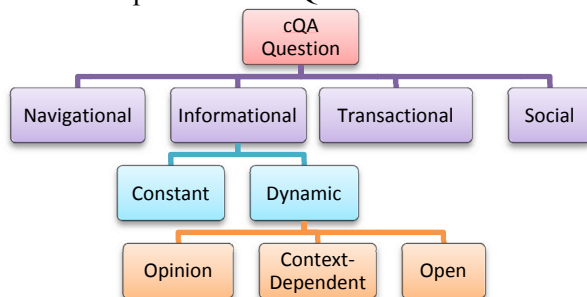 cQA
Question
Navigational
Informational
Transactional
Social
Constant
Dynamic
Opinion
Context-
Dependent
Open